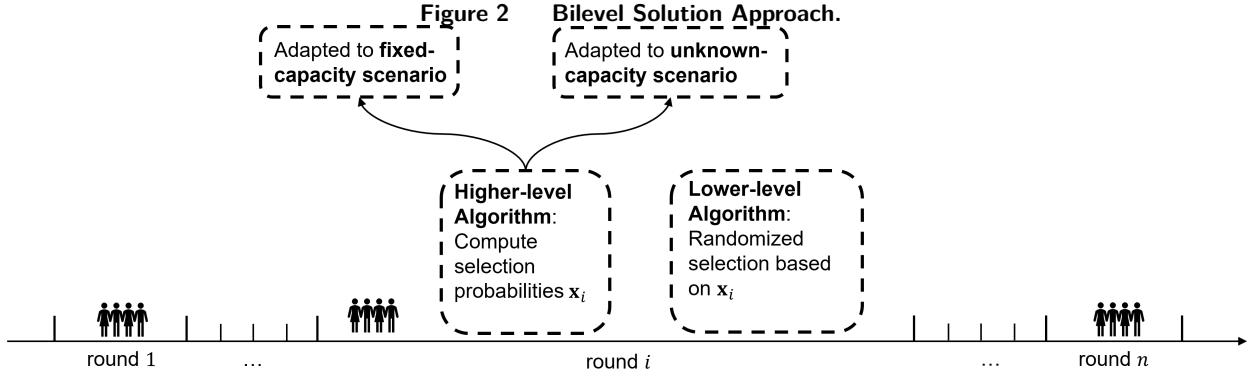 Figure 2 Bilevel Solution Approach.
Adapted to fixed-
capacity scenario
Adapted to unknown-
capacity scenario
Higher-level
Algorithm:
Compute
selection
probabilities xᵢ
Lower-level
Algorithm:
Randomized
selection based
on xᵢ
round 1
...
round i
...
round n